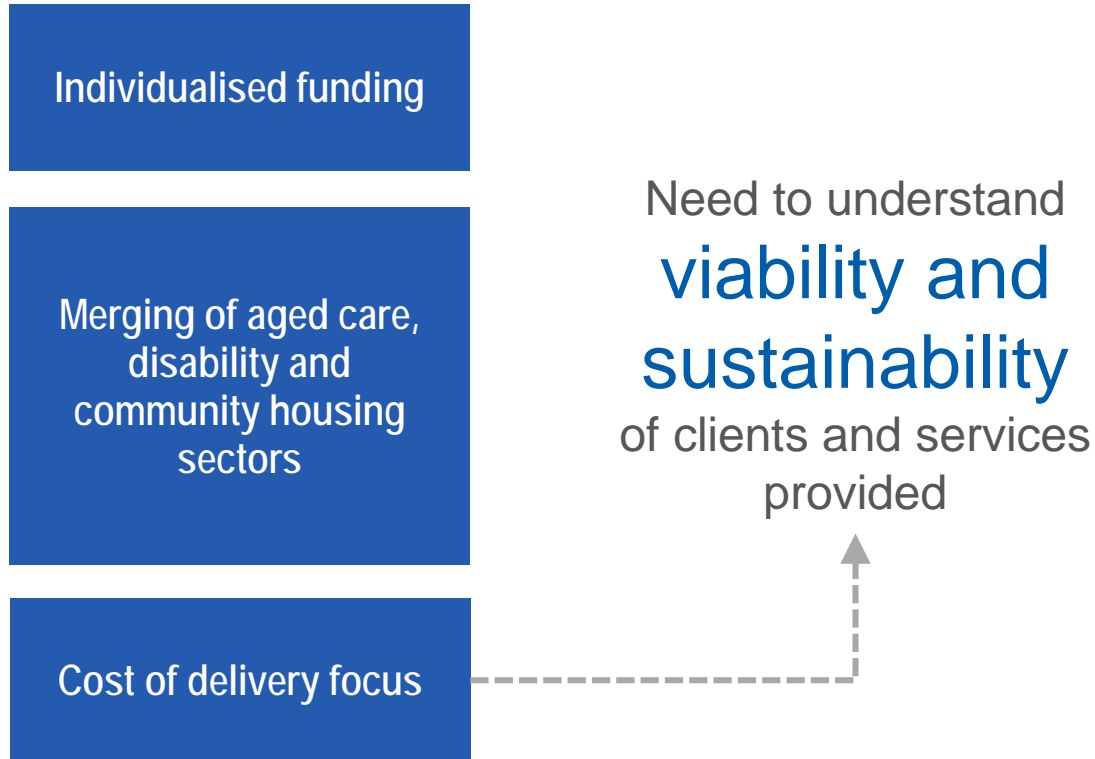 Individualised funding
Merging of aged care,
disability and
community housing
sectors
Cost of delivery focus
Need to understand
viability and
sustainability
of clients and services
provided